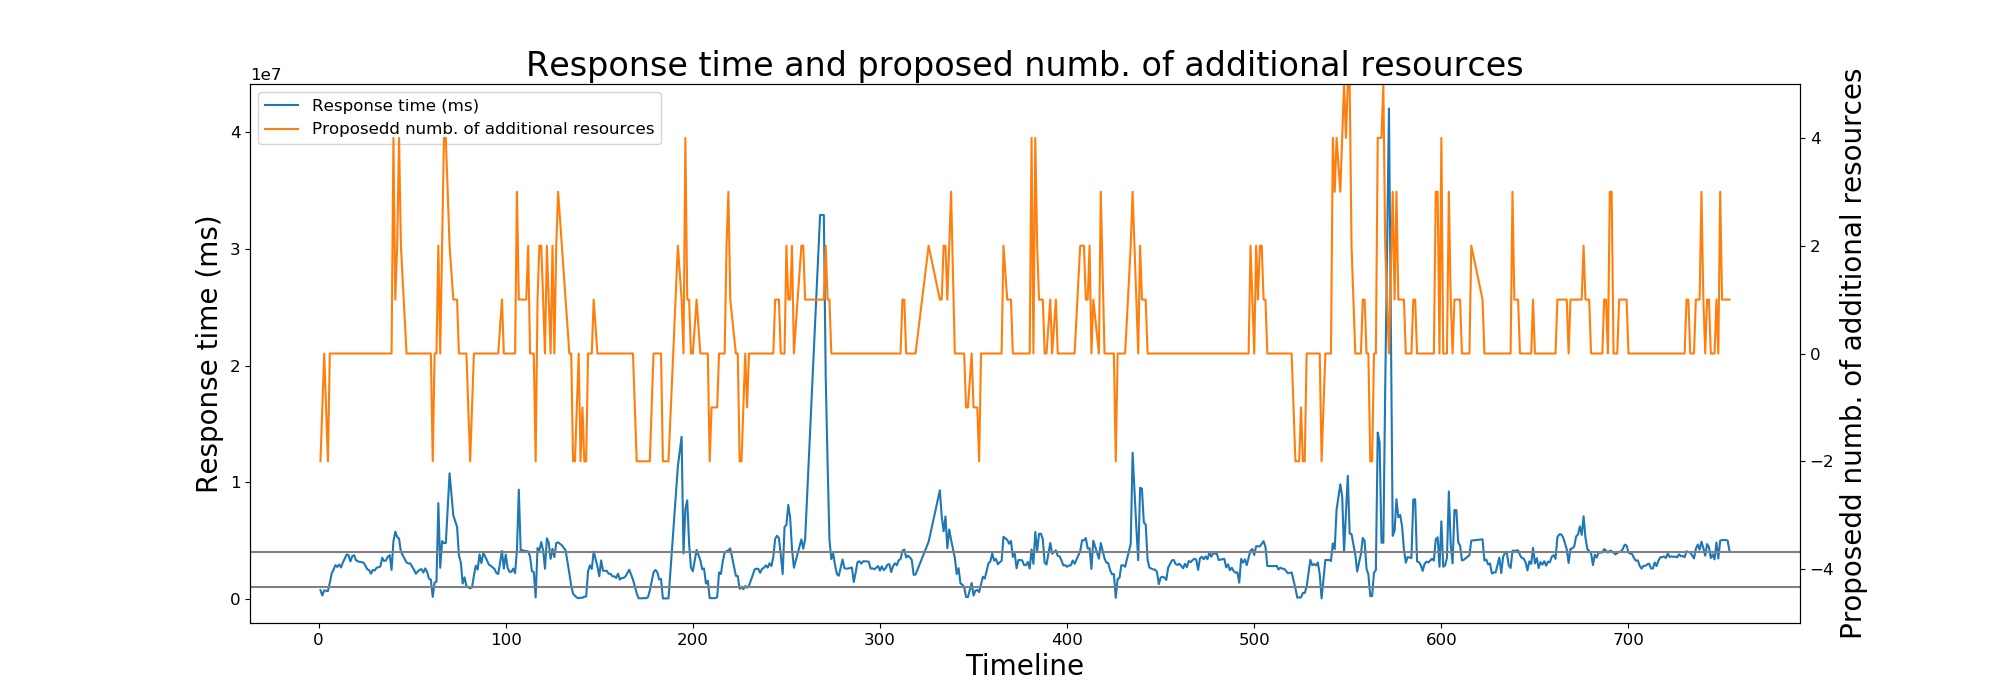 Response time and proposed numb. of additional resources
1e7
Response time (ms)
Proposedd numb. of additional resources
4
3
2
1
0
Response time (ms)
4
2
0
−2
−4
Proposedd numb. of additional resources
0 100 200 300 400 500 600 700
Timeline